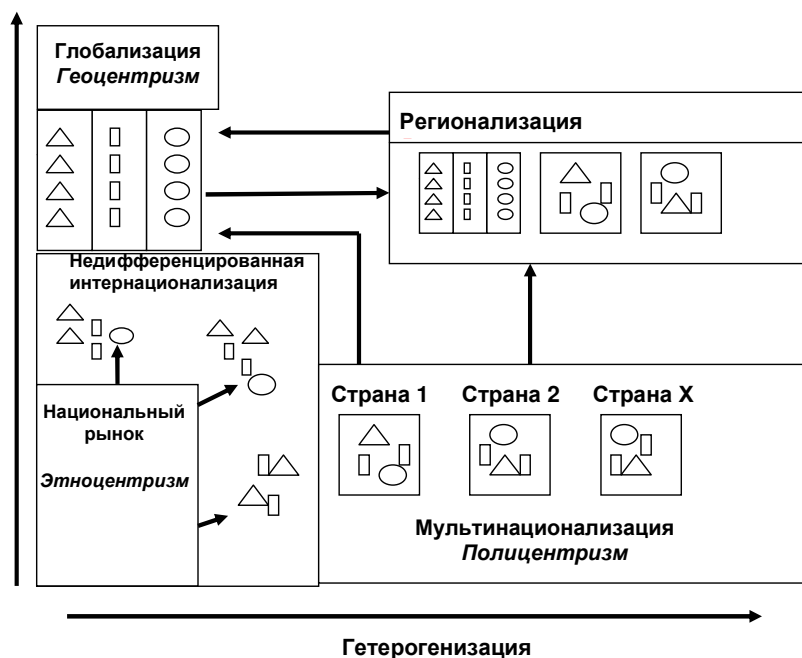 Глобализация
Геоцентризм
Регионализация
Недифференцированная
интернационализация
Национальный
рынок
Этноцентризм
Страна 1
Страна 2
Страна X
Мультинационализация
Полицентризм
Гетерогенизация